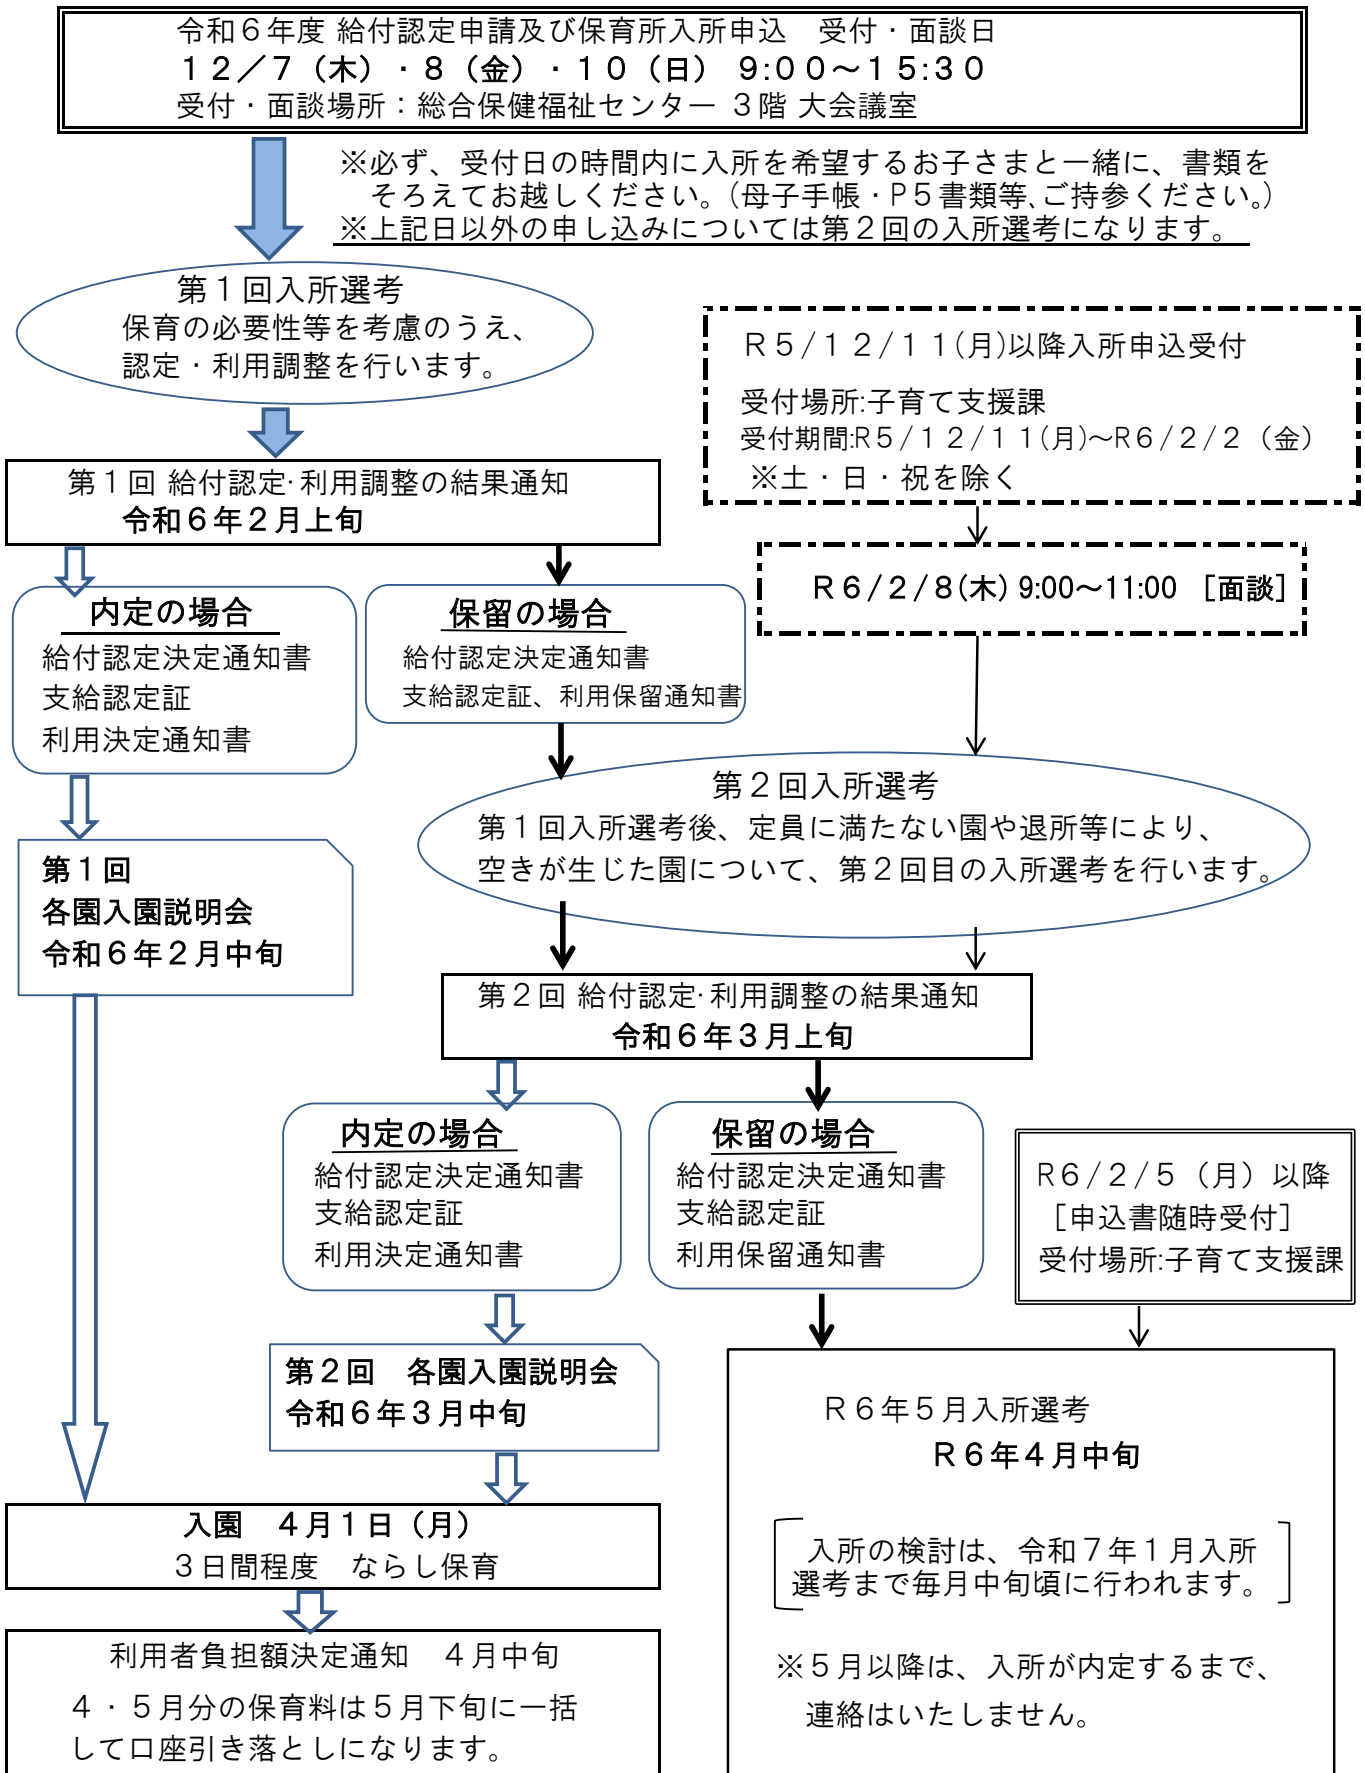 令和６年度 給付認定申請及び保育所入所申込　受付・面談日
１２／７（木）・８（金）・１０（日） 9:００～１５:３０
受付・面談場所：総合保健福祉センター ３階 大会議室
※必ず、受付日の時間内に入所を希望するお子さまと一緒に、書類を
そろえてお越しください。（母子手帳・P５書類等､ご持参ください。）
※上記日以外の申し込みについては第２回の入所選考になります。
第１回入所選考
保育の必要性等を考慮のうえ、
認定・利用調整を行います。
Ｒ５/１２/１１(月)以降入所申込受付
受付場所:子育て支援課
受付期間:R５/１２/１１(月)～R６/２/２（金）
※土・日・祝を除く
第１回 給付認定･利用調整の結果通知
令和６年２月上旬
Ｒ６/２/８(木) 9:00～11:00 ［面談］
内定の場合
給付認定決定通知書
支給認定証
利用決定通知書
保留の場合
給付認定決定通知書
支給認定証、利用保留通知書
第２回入所選考
第１回入所選考後、定員に満たない園や退所等により、
空きが生じた園について、第２回目の入所選考を行います。
第１回
各園入園説明会
令和６年２月中旬
第２回 給付認定･利用調整の結果通知
令和６年３月上旬
内定の場合
給付認定決定通知書
支給認定証
利用決定通知書
保留の場合
給付認定決定通知書
支給認定証
利用保留通知書
R６/２/５（月）以降
［申込書随時受付］
受付場所:子育て支援課
第２回　各園入園説明会
令和６年３月中旬
Ｒ６年５月入所選考
Ｒ６年４月中旬
入所の検討は、令和７年１月入所
選考まで毎月中旬頃に行われます。
※５月以降は、入所が内定するまで、
連絡はいたしません。
入園　４月１日（月）
３日間程度　ならし保育
利用者負担額決定通知　４月中旬
４・５月分の保育料は５月下旬に一括
して口座引き落としになります。